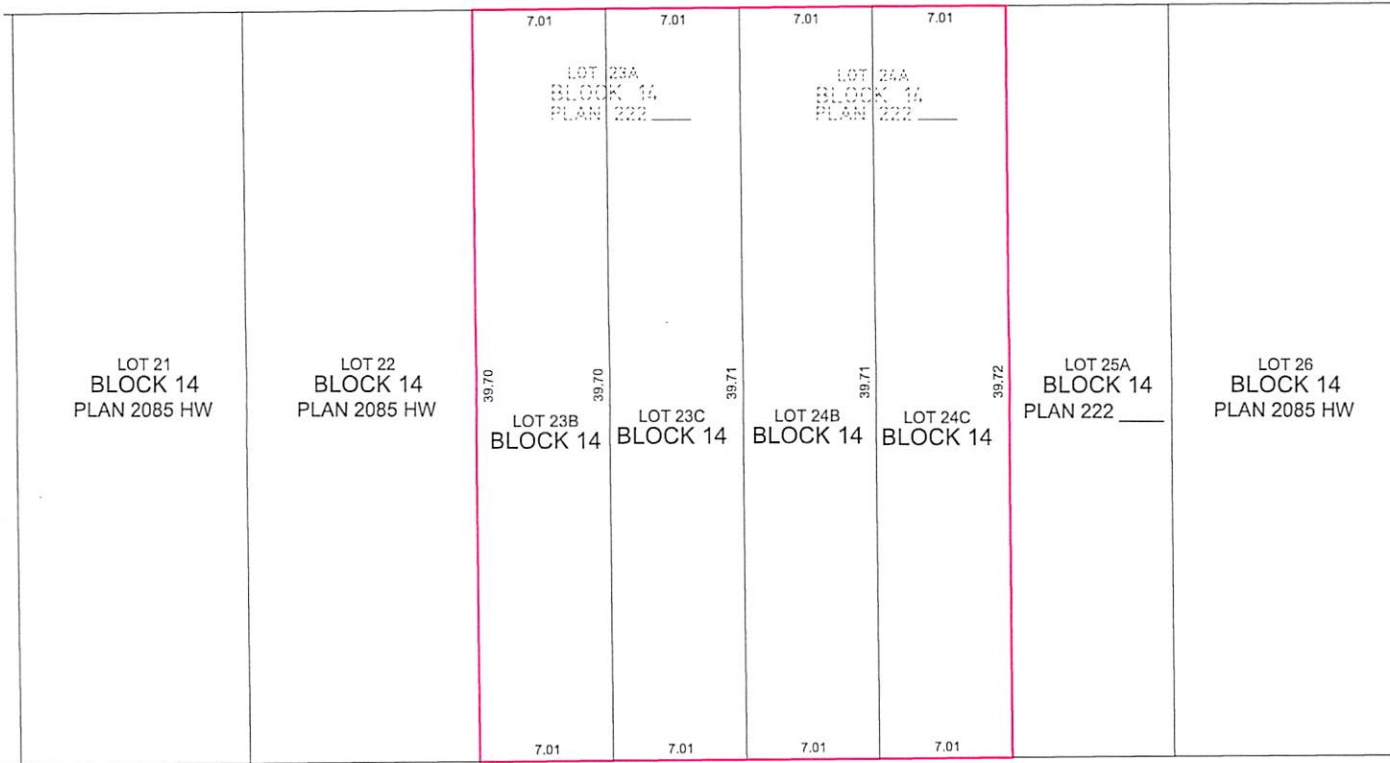 7.01
7.01
7.01
7.01
LOT 23A
BLOCK 14
PLAN 222 ____
LOT 24A
BLOCK 14
PLAN 222 ____
LOT 21
BLOCK 14
PLAN 2085 HW
LOT 22
BLOCK 14
PLAN 2085 HW
39.70
LOT 23B
BLOCK 14
39.70
LOT 23C
BLOCK 14
39.71
LOT 24B
BLOCK 14
39.71
LOT 24C
BLOCK 14
39.72
LOT 25A
BLOCK 14
PLAN 222 ____
LOT 26
BLOCK 14
PLAN 2085 HW
7.01
7.01
7.01
7.01